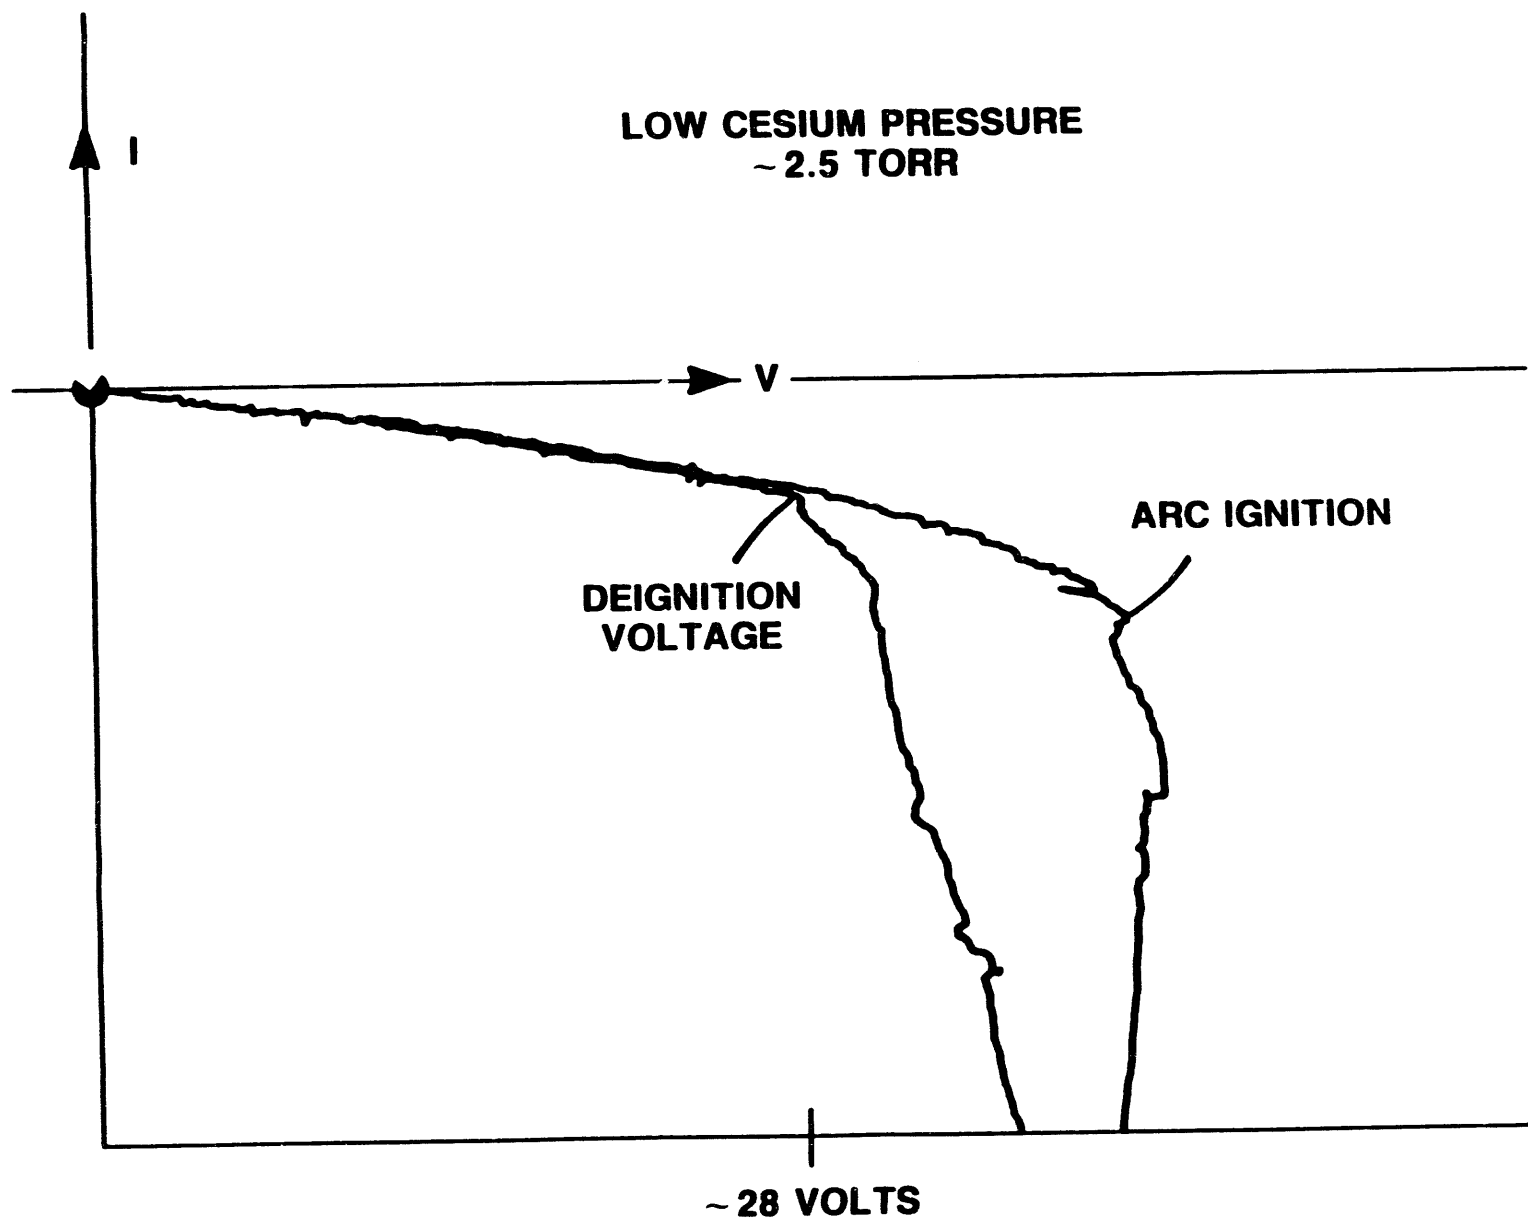 LOW CESIUM PRESSURE
~2.5 TORR
I
V
ARC IGNITION
DEIGNITION
VOLTAGE
~28 VOLTS